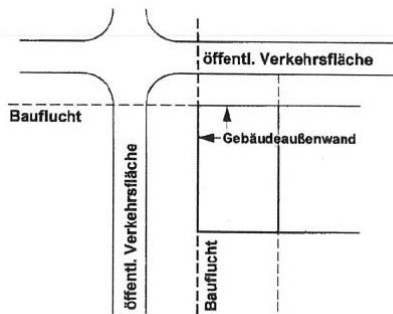 öffentl. Verkehrsfläche
Bauflucht
Gebäudeaußenwand
öffentl. Verkehrsfläche
Bauflucht